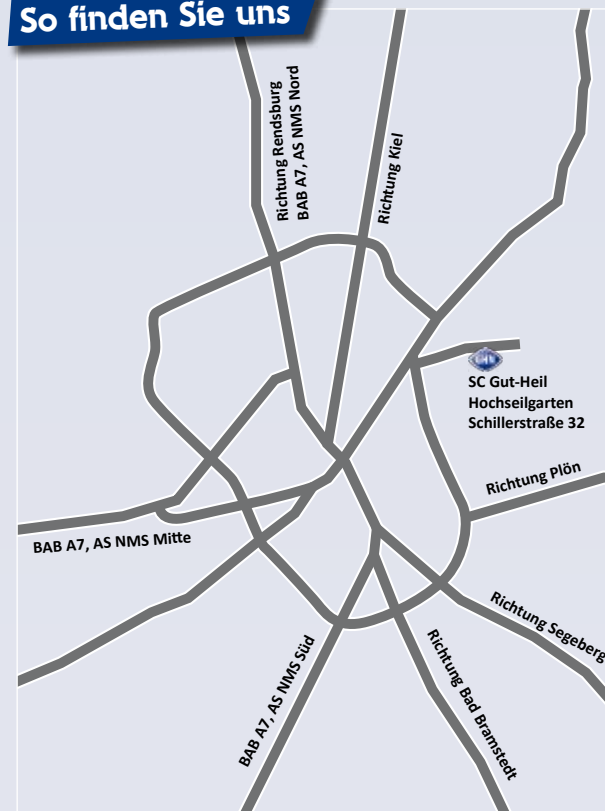 So finden Sie uns
Richtung Rendsburg
BAB A7, AS NMS Nord
Richtung Kiel
SC Gut-Heil
Hochseilgarten
Schillerstraße 32
Richtung Plön
BAB A7, AS NMS Mitte
Richtung Segeberg
BAB A7, AS NMS Süd
Richtung Bad Bramstedt